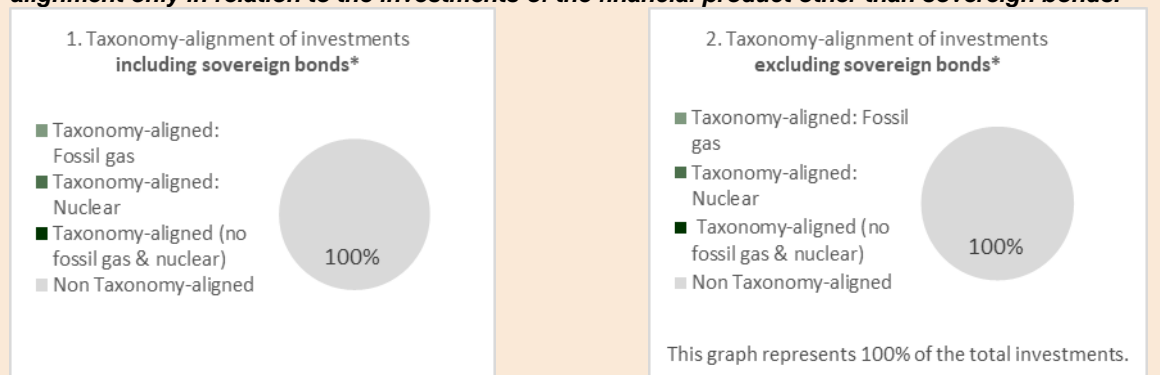 alignment only in relation to the investments of the financial product other than sovereign bonds.
1. Taxonomy-alignment of investments
including sovereign bonds*
Taxonomy-aligned:
Fossil gas
Taxonomy-aligned:
Nuclear
Taxonomy-aligned (no
fossil gas & nuclear)
Non Taxonomy-aligned
100%
2. Taxonomy-alignment of investments
excluding sovereign bonds*
Taxonomy-aligned: Fossil
gas
Taxonomy-aligned:
Nuclear
Taxonomy-aligned (no
fossil gas & nuclear)
Non Taxonomy-aligned
100%
This graph represents 100% of the total investments.